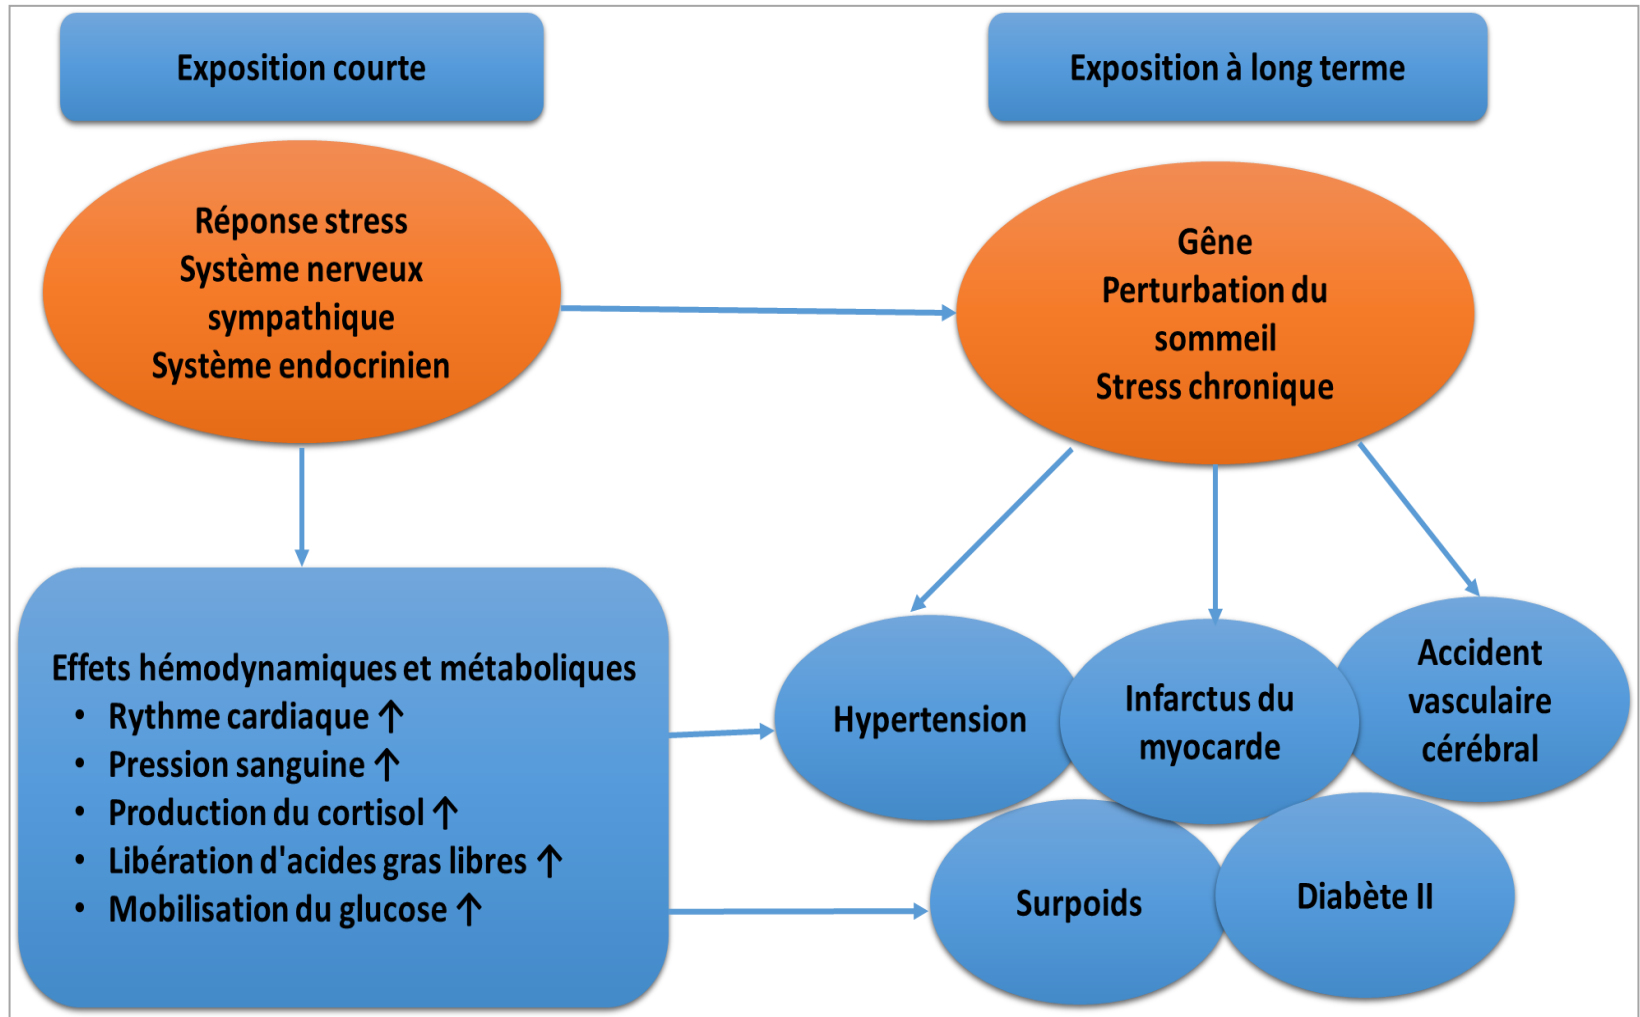 Exposition courte
Exposition à long terme
Réponse stress
Système nerveux
sympathique
Système endocrinien
Gêne
Perturbation du
sommeil
Stress chronique
Effets hémodynamiques et métaboliques
• Rythme cardiaque ↑
• Pression sanguine ↑
• Production du cortisol ↑
• Libération d'acides gras libres ↑
• Mobilisation du glucose ↑
Hypertension
Infarctus du
myocarde
Accident
vasculaire
cérébral
Surpoids
Diabète II